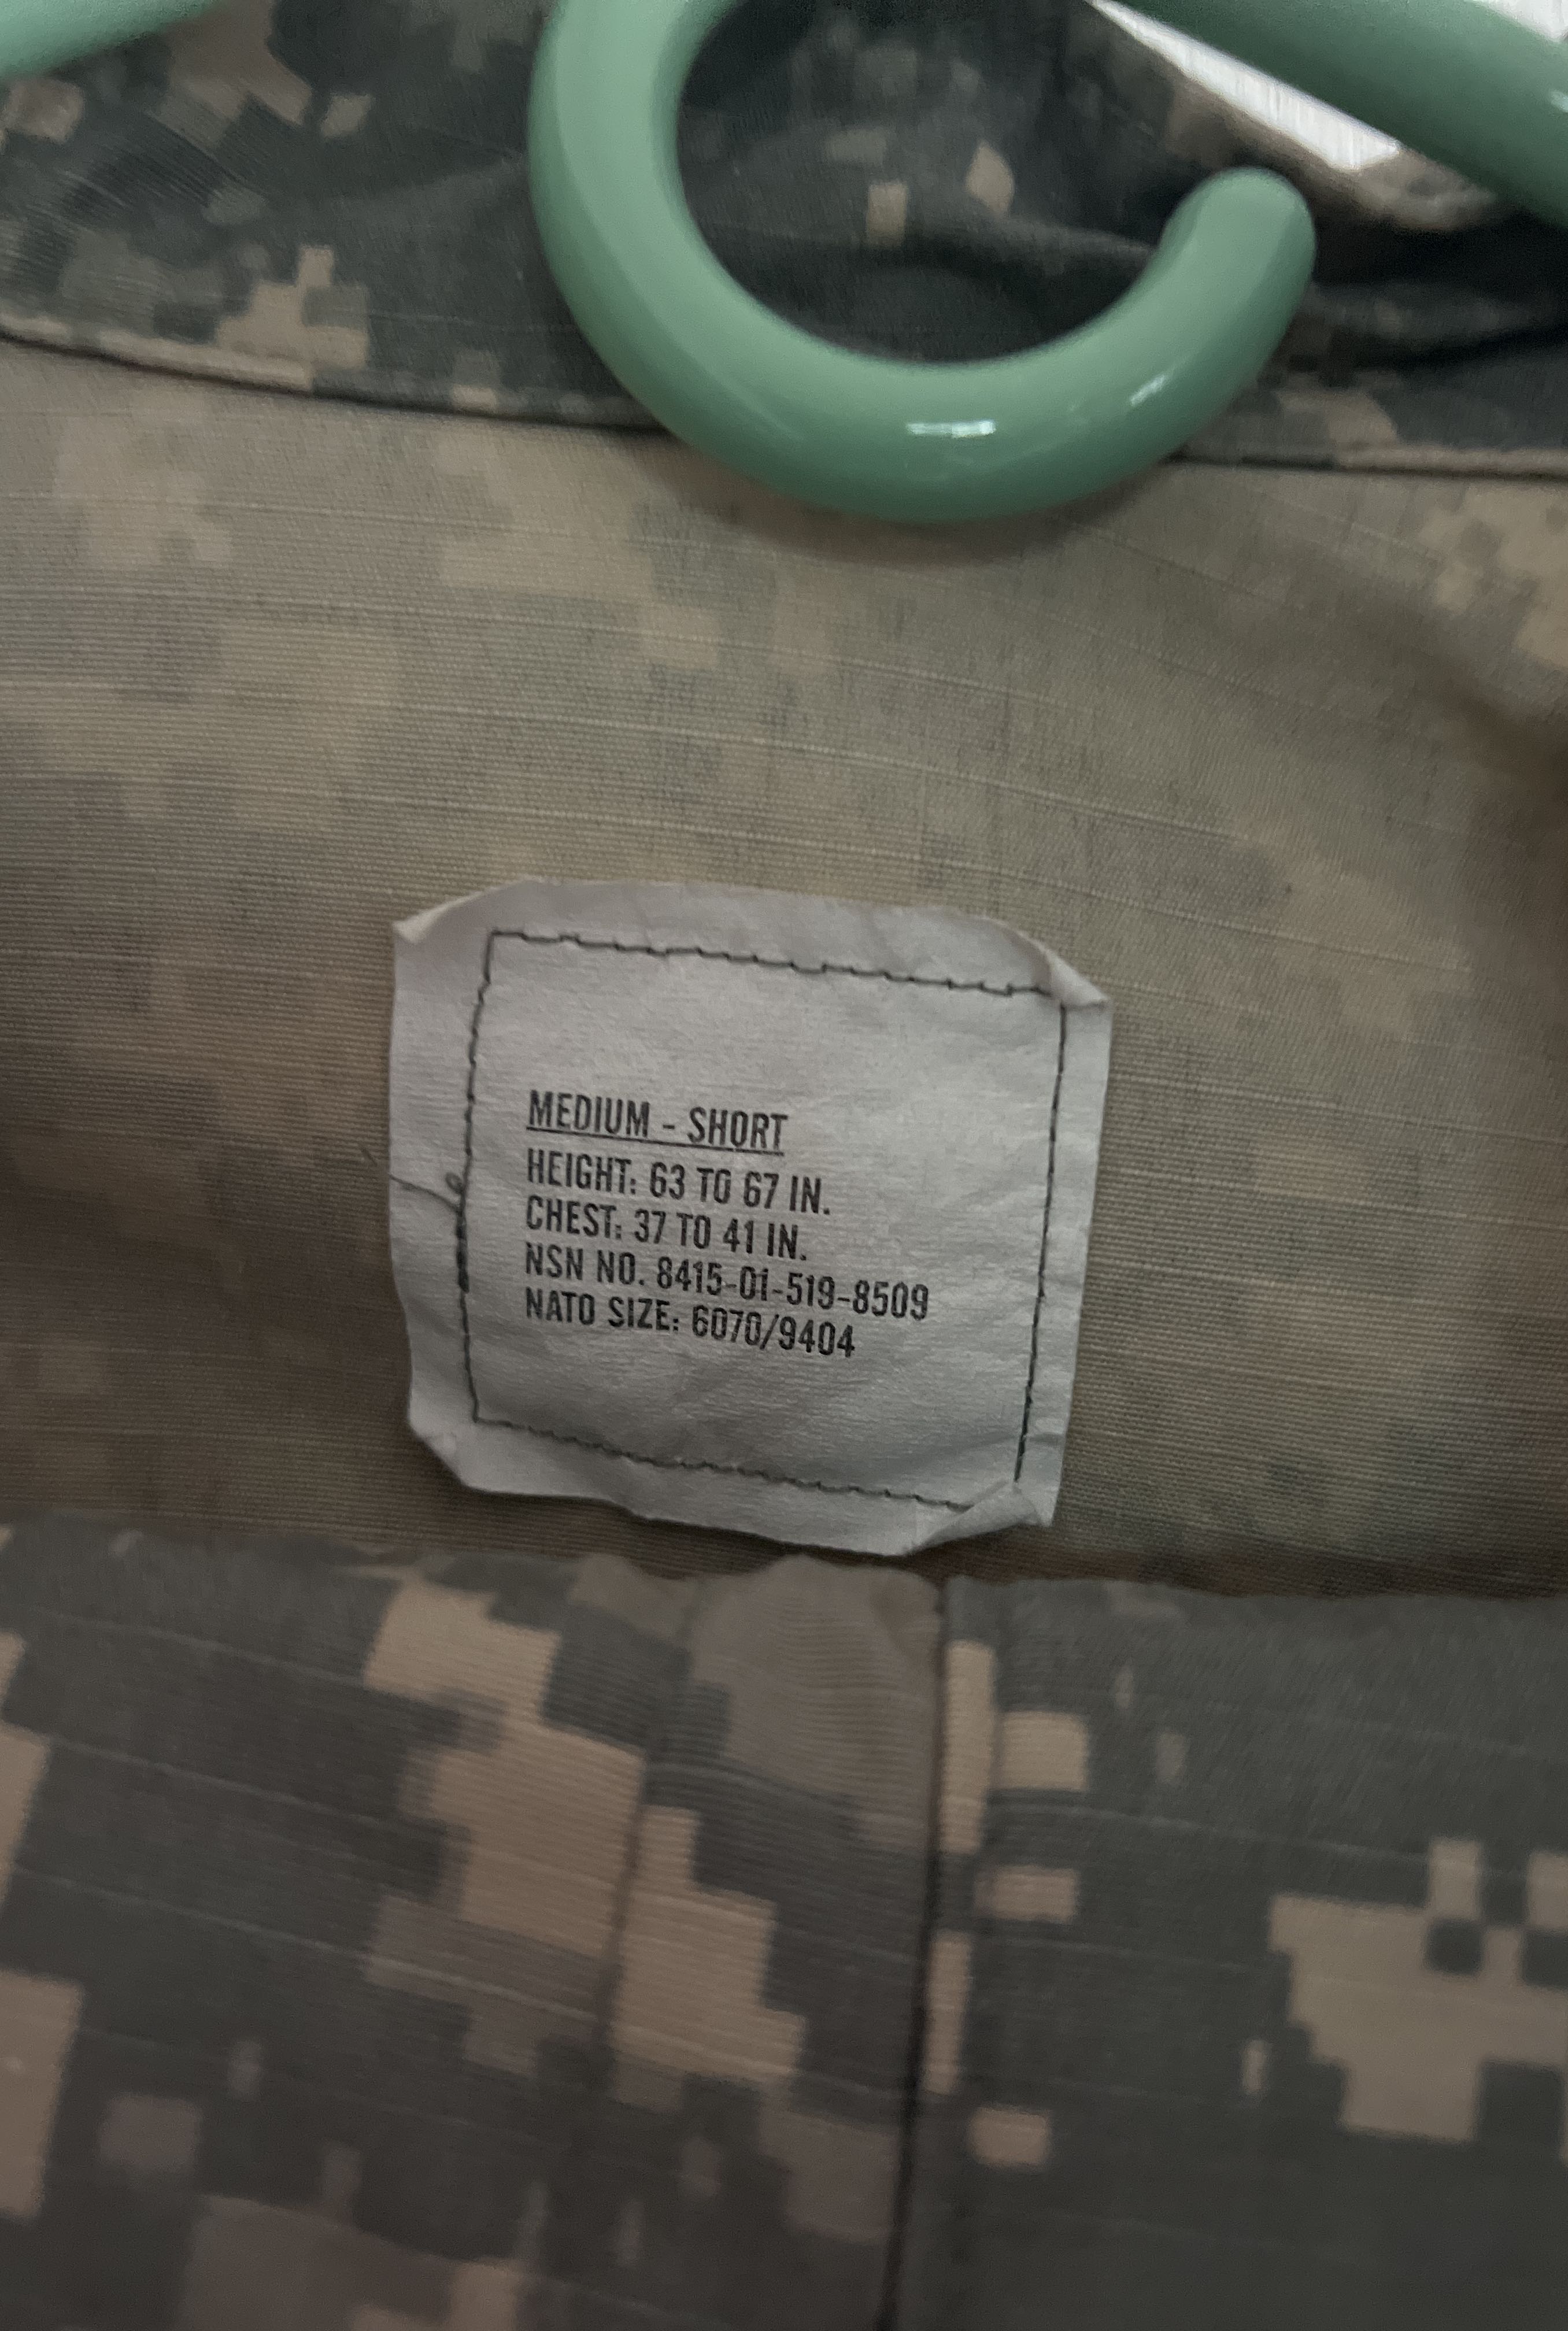 MEDIUM - SHORT
HEIGHT: 63 TO 67 IN.
CHEST: 37 TO 41 IN.
NSN NO. 8415-01-519-8509
NATO SIZE: 6070/9404